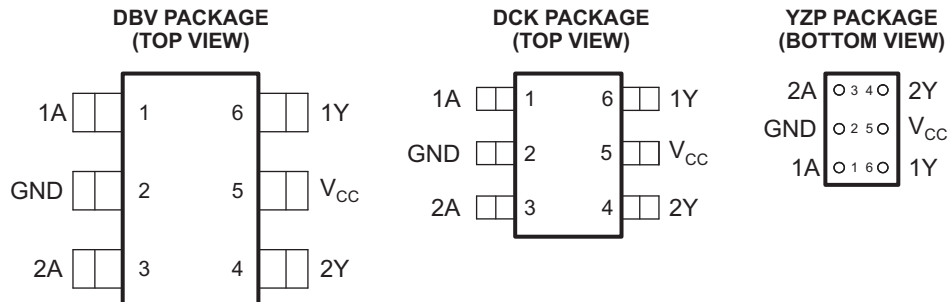 DBV PACKAGE
(TOP VIEW)
1A 1 6 1Y
GND 2 5 VCC
2A 3 4 2Y
DCK PACKAGE
(TOP VIEW)
1A 1 6 1Y
GND 2 5 VCC
2A 3 4 2Y
YZP PACKAGE
(BOTTOM VIEW)
2A 3 4 2Y
GND 2 5 VCC
1A 1 6 1Y